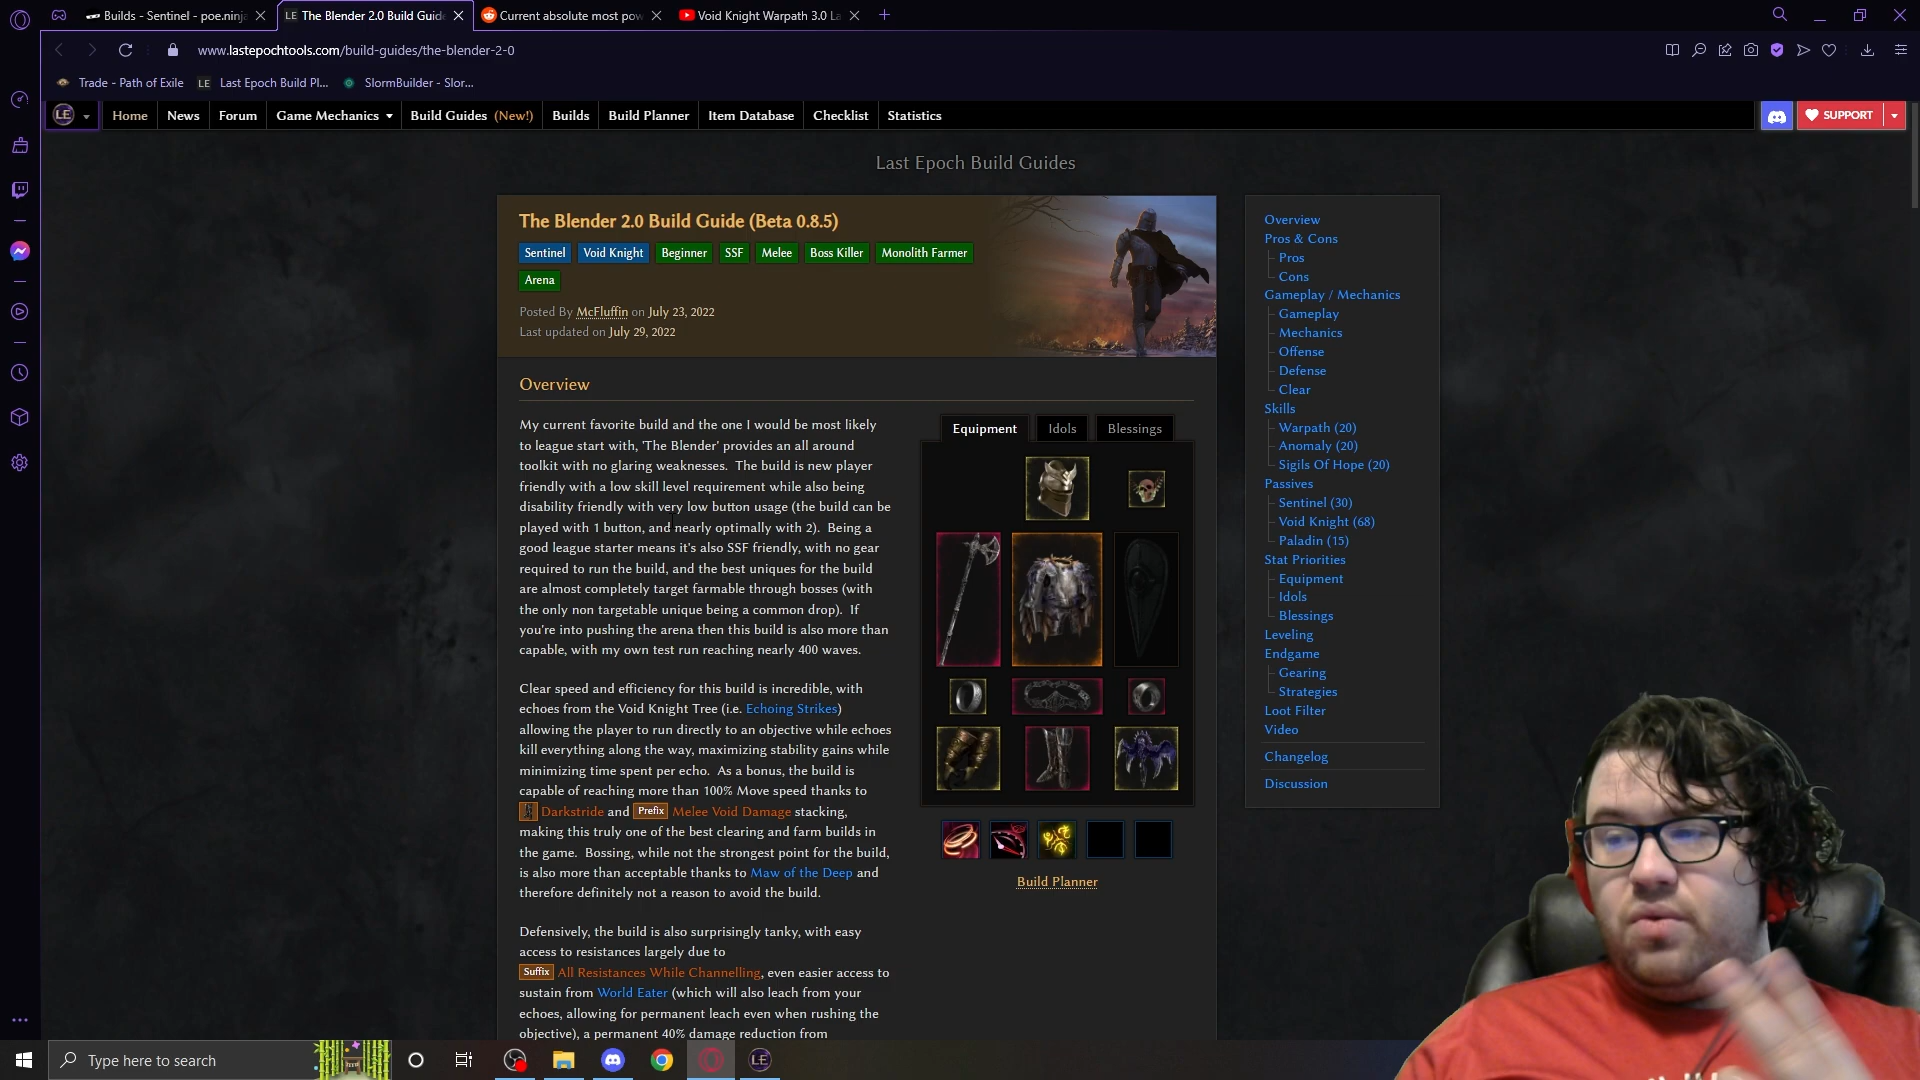 Builds - Sentinel - poe.ninja
The Blender 2.0 Build Guide
Current absolute most pow
Void Knight Warpath 3.0 La
www.lastepochtools.com/build-guides/the-blender-2-0
Trade - Path of Exile
LE
Last Epoch Build Pl...
SlormBuilder - Slor...
LE
Home
News
Forum
Game Mechanics
Build Guides (New!)
Builds
Build Planner
Item Database
Checklist
Statistics
SUPPORT
Last Epoch Build Guides
The Blender 2.0 Build Guide (Beta 0.8.5)
Sentinel
Void Knight
Beginner
SSF
Melee
Boss Killer
Monolith Farmer
Arena
Posted By McFluffin on July 23, 2022
Last updated on July 29, 2022
Overview
My current favorite build and the one I would be most likely
to league start with, 'The Blender' provides an all around
toolkit with no glaring weaknesses. The build is new player
friendly with a low skill level requirement while also being
disability friendly with very low button usage (the build can be
played with 1 button, and nearly optimally with 2). Being a
good league starter means it's also SSF friendly, with no gear
required to run the build, and the best uniques for the build
are almost completely target farmable through bosses (with
the only non targetable unique being a common drop). If
you're into pushing the arena then this build is also more than
capable, with my own test run reaching nearly 400 waves.
Clear speed and efficiency for this build is incredible, with
echoes from the Void Knight Tree (i.e. Echoing Strikes)
allowing the player to run directly to an objective while echoes
kill everything along the way, maximizing stability gains while
minimizing time spent per echo. As a bonus, the build is
capable of reaching more than 100% Move speed thanks to
Darkstride and Prefix Melee Void Damage stacking,
making this truly one of the best clearing and farm builds in
the game. Bossing, while not the strongest point for the build,
is also more than acceptable thanks to Maw of the Deep and
therefore definitely not a reason to avoid the build.
Defensively, the build is also surprisingly tanky, with easy
access to resistances largely due to
Suffix All Resistances While Channelling, even easier access to
sustain from World Eater (which will also leach from your
echoes, allowing for permanent leach even when rushing the
objective), a permanent 40% damage reduction from
Equipment
Idols
Blessings
Build Planner
Overview
Pros & Cons
Pros
Cons
Gameplay / Mechanics
Gameplay
Mechanics
Offense
Defense
Clear
Skills
Warpath (20)
Anomaly (20)
Sigils Of Hope (20)
Passives
Sentinel (30)
Void Knight (68)
Paladin (15)
Stat Priorities
Equipment
Idols
Blessings
Leveling
Endgame
Gearing
Strategies
Loot Filter
Video
Changelog
Discussion
Type here to search
LE